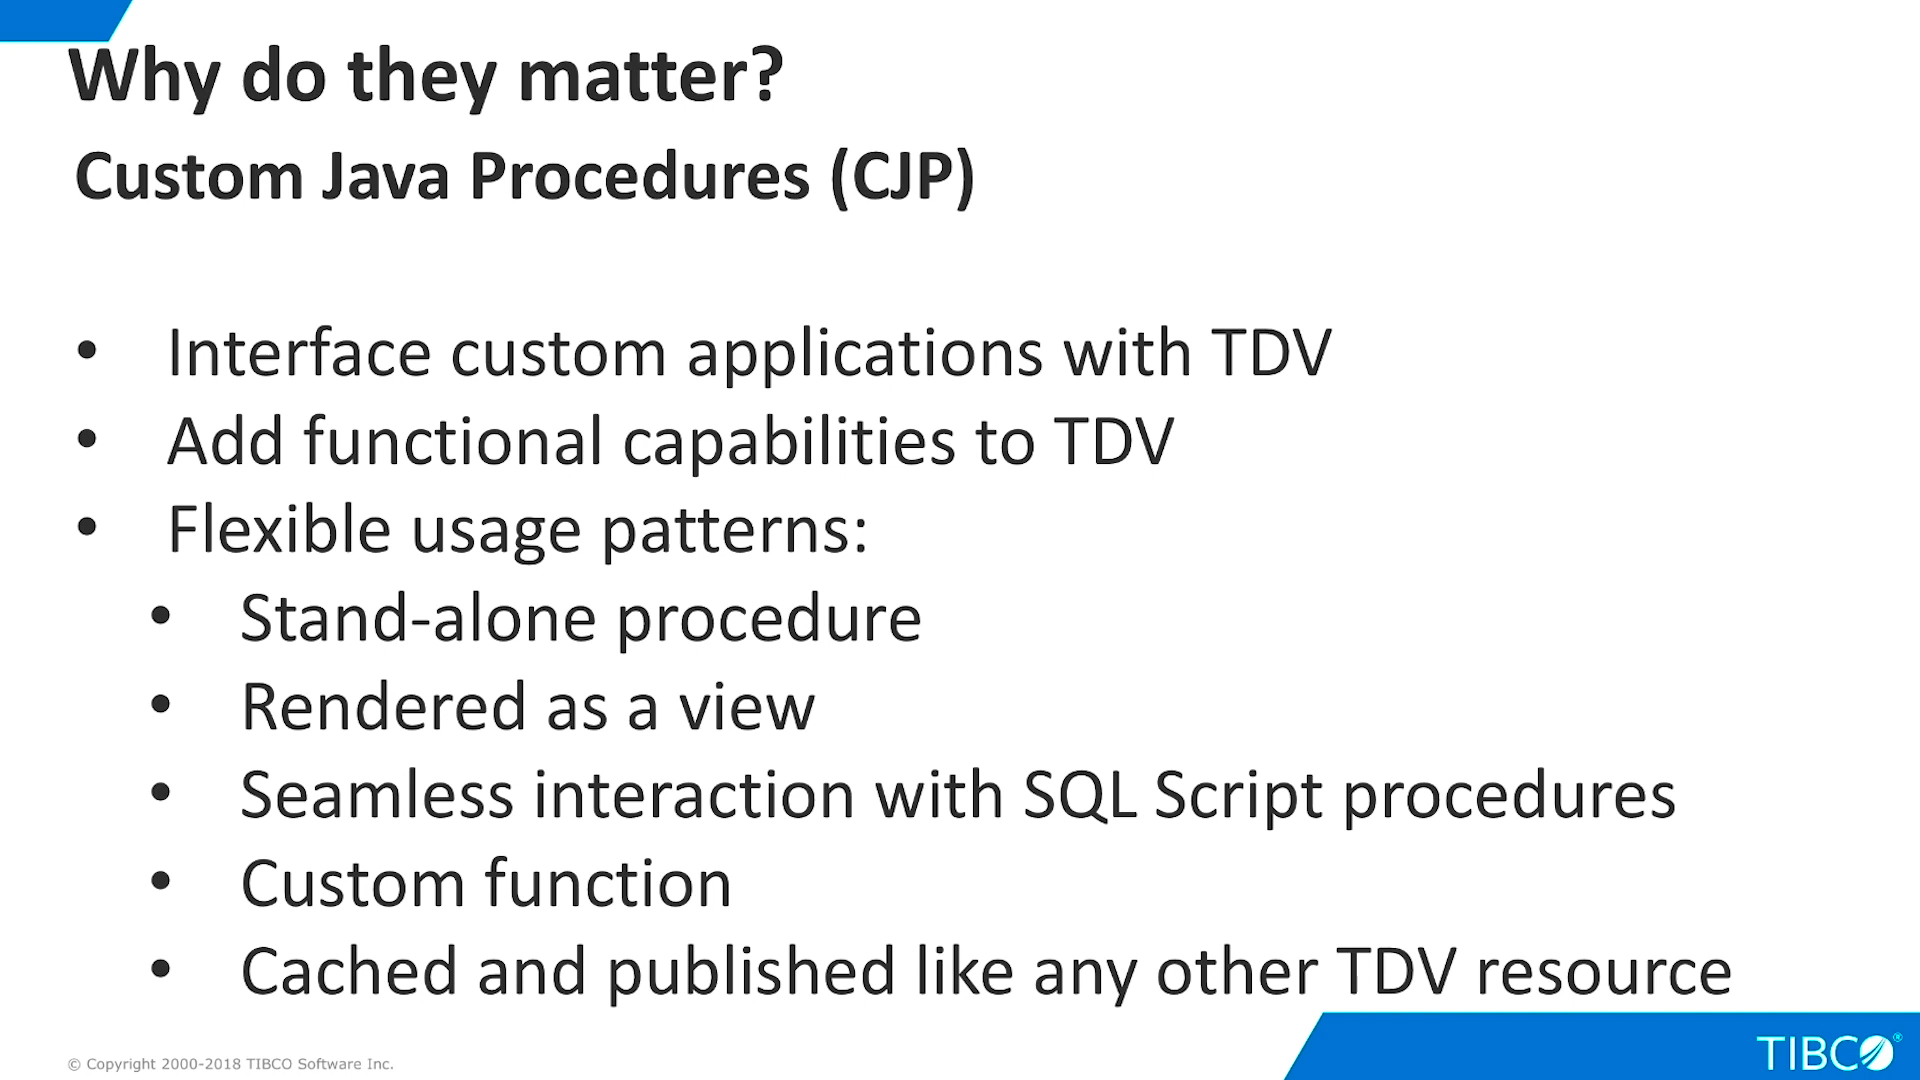 Why do they matter?
Custom Java Procedures (CJP)
• Interface custom applications with TDV
• Add functional capabilities to TDV
• Flexible usage patterns:
• Stand-alone procedure
• Rendered as a view
• Seamless interaction with SQL Script procedures
• Custom function
• Cached and published like any other TDV resource
© Copyright 2000-2018 TIBCO Software Inc.
TIBCO®